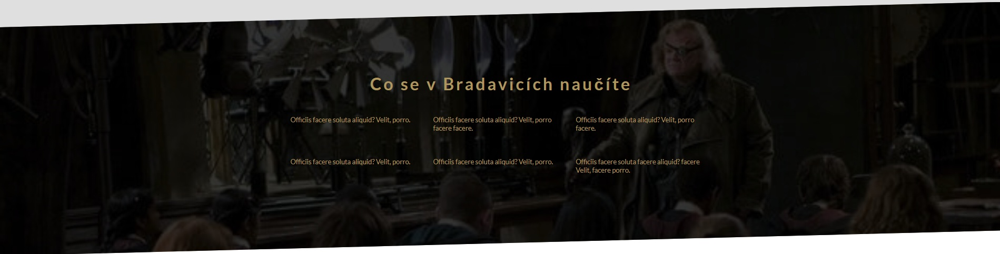 Co se v Bradavicích naučíte
Officiis facere soluta aliquid? Velit, porro.
Officiis facere soluta aliquid? Velit, porro
facere facere.
Officiis facere soluta aliquid? Velit, porro
facere.
Officiis facere soluta aliquid? Velit, porro.
Officiis facere soluta aliquid? Velit, porro.
Officiis facere soluta facere aliquid? facere
Velit, facere porro.